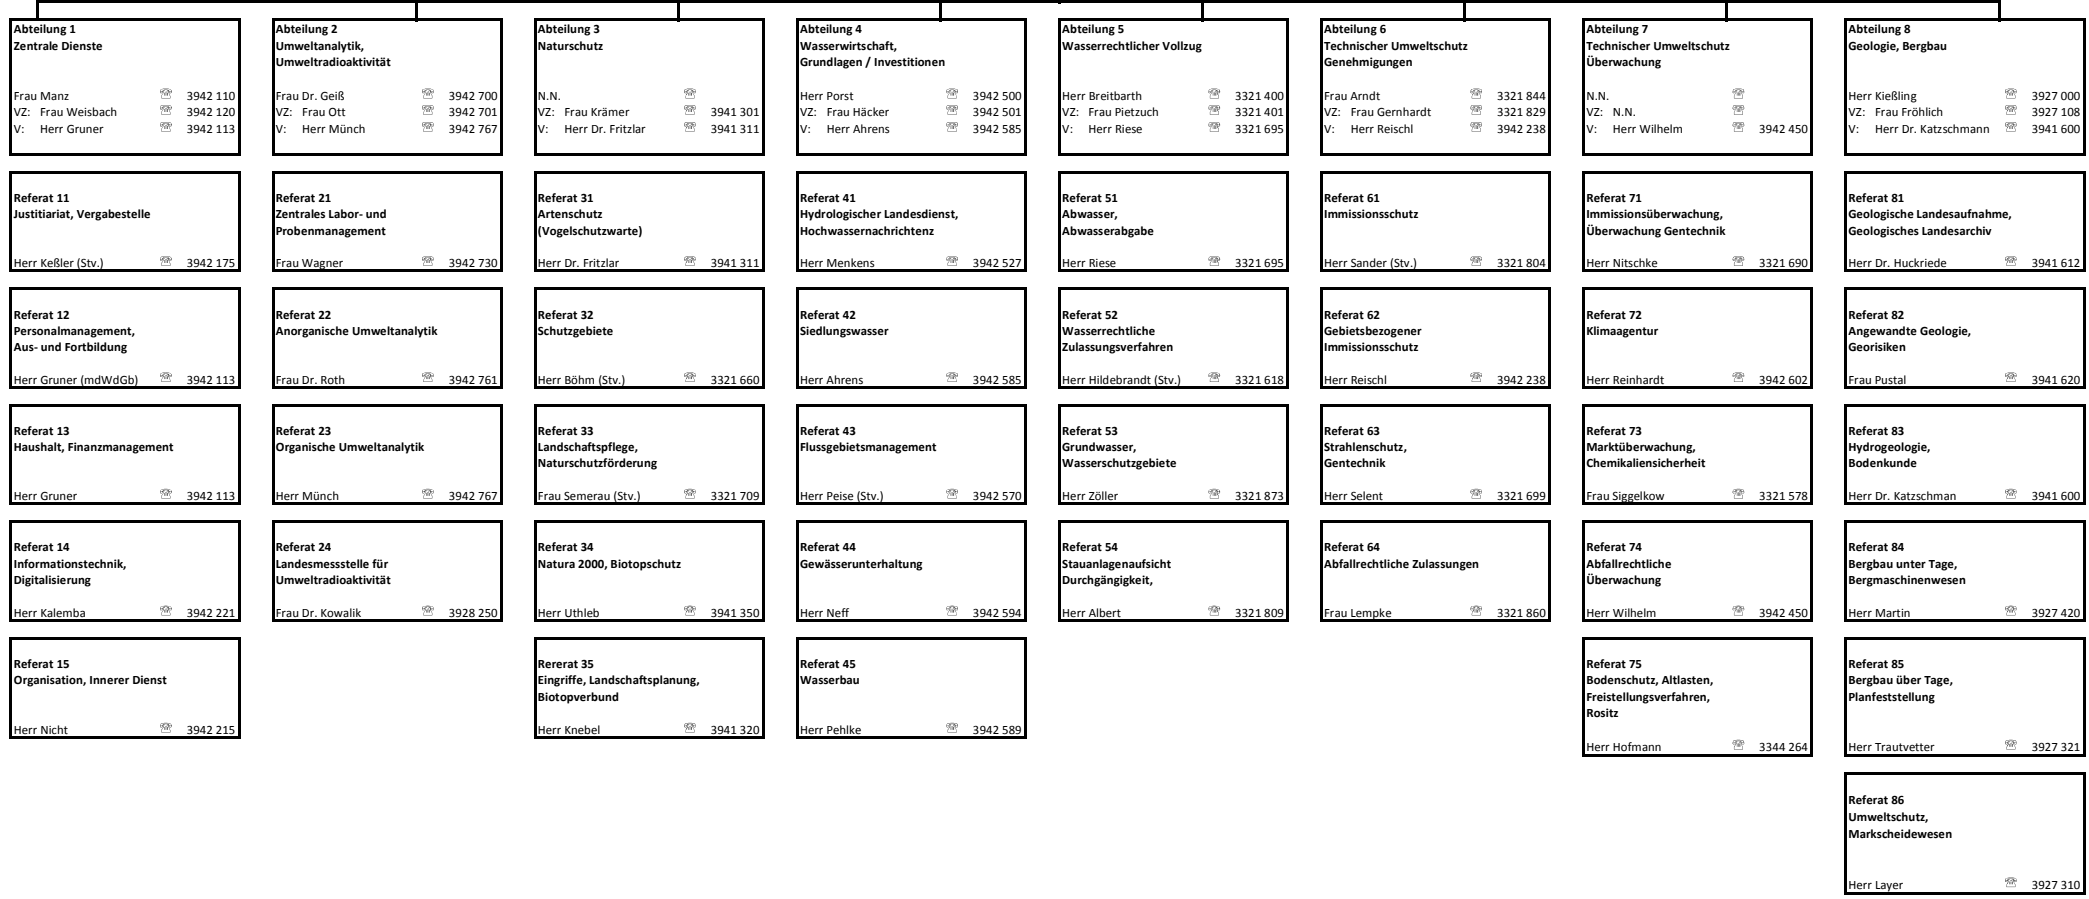 Abteilung 1
Zentrale Dienste
Frau Manz ☏ 3942 110
VZ: Frau Weisbach ☏ 3942 120
V: Herr Gruner ☏ 3942 113
Referat 11
Justitiariat, Vergabestelle
Herr Keßler (Stv.) ☏ 3942 175
Referat 12
Personalmanagement,
Aus- und Fortbildung
Herr Gruner (mdWdGb) ☏ 3942 113
Referat 13
Haushalt, Finanzmanagement
Herr Gruner ☏ 3942 113
Referat 14
Informationstechnik,
Digitalisierung
Herr Kalemba ☏ 3942 221
Referat 15
Organisation, Innerer Dienst
Herr Nicht ☏ 3942 215
Abteilung 2
Umweltanalytik,
Umweltradioaktivität
Frau Dr. Geiß ☏ 3942 700
VZ: Frau Ott ☏ 3942 701
V: Herr Münch ☏ 3942 767
Referat 21
Zentrales Labor- und
Probenmanagement
Frau Wagner ☏ 3942 730
Referat 22
Anorganische Umweltanalytik
Frau Dr. Roth ☏ 3942 761
Referat 23
Organische Umweltanalytik
Herr Münch ☏ 3942 767
Referat 24
Landesmessstelle für
Umweltradioaktivität
Frau Dr. Kowalik ☏ 3928 250
Abteilung 3
Naturschutz
N.N. ☏
VZ: Frau Krämer ☏ 3941 301
V: Herr Dr. Fritzlar ☏ 3941 311
Referat 31
Artenschutz
(Vogelschutzwarte)
Herr Dr. Fritzlar ☏ 3941 311
Referat 32
Schutzgebiete
Herr Böhm (Stv.) ☏ 3321 660
Referat 33
Landschaftspflege,
Naturschutzförderung
Frau Semerau (Stv.) ☏ 3321 709
Referat 34
Natura 2000, Biotopschutz
Herr Uthleb ☏ 3941 350
Rererat 35
Eingriffe, Landschaftsplanung,
Biotopverbund
Herr Knebel ☏ 3941 320
Abteilung 4
Wasserwirtschaft,
Grundlagen / Investitionen
Herr Porst ☏ 3942 500
VZ: Frau Häcker ☏ 3942 501
V: Herr Ahrens ☏ 3942 585
Referat 41
Hydrologischer Landesdienst,
Hochwassernachrichtenz
Herr Menkens ☏ 3942 527
Referat 42
Siedlungswasser
Herr Ahrens ☏ 3942 585
Referat 43
Flussgebietsmanagement
Herr Peise (Stv.) ☏ 3942 570
Referat 44
Gewässerunterhaltung
Herr Neff ☏ 3942 594
Referat 45
Wasserbau
Herr Pehlke ☏ 3942 589
Abteilung 5
Wasserrechtlicher Vollzug
Herr Breitbarth ☏ 3321 400
VZ: Frau Pietzuch ☏ 3321 401
V: Herr Riese ☏ 3321 695
Referat 51
Abwasser,
Abwasserabgabe
Herr Riese ☏ 3321 695
Referat 52
Wasserrechtliche
Zulassungsverfahren
Herr Hildebrandt (Stv.) ☏ 3321 618
Referat 53
Grundwasser,
Wasserschutzgebiete
Herr Zöller ☏ 3321 873
Referat 54
Stauanlagenaufsicht
Durchgängigkeit,
Herr Albert ☏ 3321 809
Abteilung 6
Technischer Umweltschutz
Genehmigungen
Frau Arndt ☏ 3321 844
VZ: Frau Gernhardt ☏ 3321 829
V: Herr Reischl ☏ 3942 238
Referat 61
Immissionsschutz
Herr Sander (Stv.) ☏ 3321 804
Referat 62
Gebietsbezogener
Immissionsschutz
Herr Reischl ☏ 3942 238
Referat 63
Strahlenschutz,
Gentechnik
Herr Selent ☏ 3321 699
Referat 64
Abfallrechtliche Zulassungen
Frau Lempke ☏ 3321 860
Abteilung 7
Technischer Umweltschutz
Überwachung
N.N. ☏
VZ: N.N. ☏
V: Herr Wilhelm ☏ 3942 450
Referat 71
Immissionsüberwachung,
Überwachung Gentechnik
Herr Nitschke ☏ 3321 690
Referat 72
Klimaagentur
Herr Reinhardt ☏ 3942 602
Referat 73
Marktüberwachung,
Chemikaliensicherheit
Frau Siggelkow ☏ 3321 578
Referat 74
Abfallrechtliche
Überwachung
Herr Wilhelm ☏ 3942 450
Referat 75
Bodenschutz, Altlasten,
Freistellungsverfahren,
Rositz
Herr Hofmann ☏ 3344 264
Abteilung 8
Geologie, Bergbau
Herr Kießling ☏ 3927 000
VZ: Frau Fröhlich ☏ 3927 108
V: Herr Dr. Katzschmann ☏ 3941 600
Referat 81
Geologische Landesaufnahme,
Geologisches Landesarchiv
Herr Dr. Huckriede ☏ 3941 612
Referat 82
Angewandte Geologie,
Georisiken
Frau Pustal ☏ 3941 620
Referat 83
Hydrogeologie,
Bodenkunde
Herr Dr. Katzschman ☏ 3941 600
Referat 84
Bergbau unter Tage,
Bergmaschinenwesen
Herr Martin ☏ 3927 420
Referat 85
Bergbau über Tage,
Planfeststellung
Herr Trautvetter ☏ 3927 321
Referat 86
Umweltschutz,
Markscheidewesen
Herr Layer ☏ 3927 310